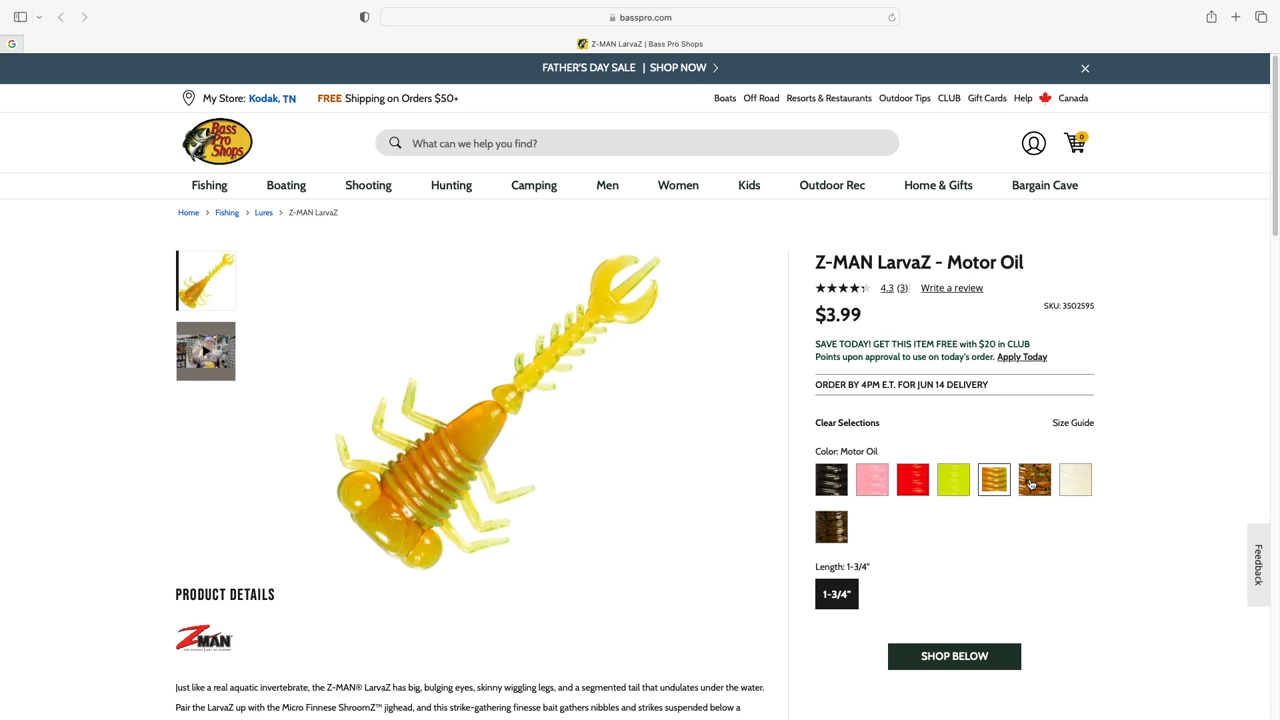 basspro.com
G
Z-MAN LarvaZ | Bass Pro Shops
FATHER'S DAY SALE | SHOP NOW
My Store: Kodak, TN
FREE Shipping on Orders $50+
Boats Off Road Resorts & Restaurants Outdoor Tips CLUB Gift Cards Help Canada
Bass Pro Shops
What can we help you find?
0
Fishing Boating Shooting Hunting Camping Men Women Kids Outdoor Rec Home & Gifts Bargain Cave
Home > Fishing > Lures > Z-MAN LarvaZ
Z-MAN LarvaZ - Motor Oil
4.3 (3) Write a review
SKU: 3502595
$3.99
SAVE TODAY! GET THIS ITEM FREE with $20 in CLUB
Points upon approval to use on today's order. Apply Today
ORDER BY 4PM E.T. FOR JUN 14 DELIVERY
Clear Selections Size Guide
Color: Motor Oil
Length: 1-3/4"
1-3/4"
SHOP BELOW
Feedback
PRODUCT DETAILS
ZMAN
Just like a real aquatic invertebrate, the Z-MAN® LarvaZ has big, bulging eyes, skinny wiggling legs, and a segmented tail that undulates under the water.
Pair the LarvaZ up with the Micro Finnese ShroomZ™ jighead, and this strike-gathering finesse bait gathers nibbles and strikes suspended below a